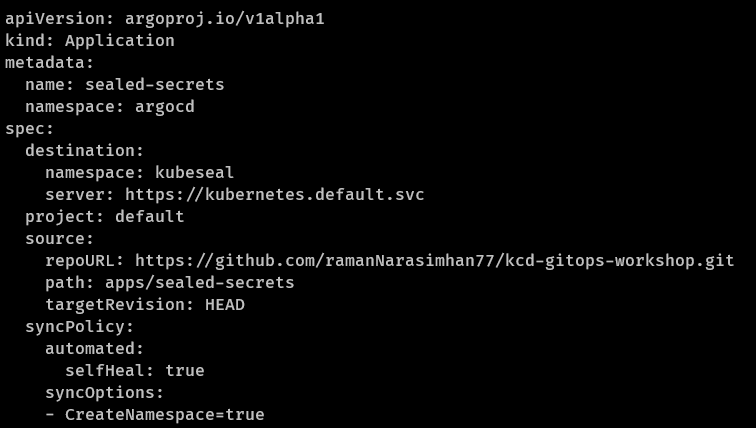 apiVersion: argoproj.io/v1alpha1
kind: Application
metadata:
  name: sealed-secrets
  namespace: argocd
spec:
  destination:
    namespace: kubeseal
    server: https://kubernetes.default.svc
  project: default
  source:
    repoURL: https://github.com/ramanNarasimhan77/kcd-gitops-workshop.git
    path: apps/sealed-secrets
    targetRevision: HEAD
  syncPolicy:
    automated:
      selfHeal: true
    syncOptions:
    - CreateNamespace=true